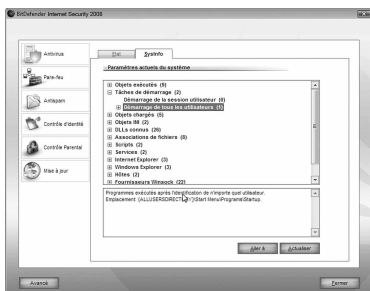 BitDefender Internet Security 2008
Antivirus
Pare-feu
Antispam
Contrôle d'identité
Contrôle Parental
Mise à jour
Etat
SysInfo
Paramètres actuels du système
Objets exécutés (9)
Tâches de démarrage (2)
Démarrage de la session utilisateur (0)
Démarrage de tous les utilisateurs (1)
Objets chargés (5)
Objets IM (2)
DLLs connus (26)
Associations de fichiers (8)
Scripts (2)
Services (2)
Internet Explorer (3)
Windows Explorer (3)
Hôtes (2)
Fournisseurs Winsock (22)
Programmes exécutés après l'identification de n'importe quel utilisateur.
Emplacement: {ALLUSERSDIRECTORY}\Start Menu\Programs\Startup.
Aller à
Actualiser
Avancé
Fermer